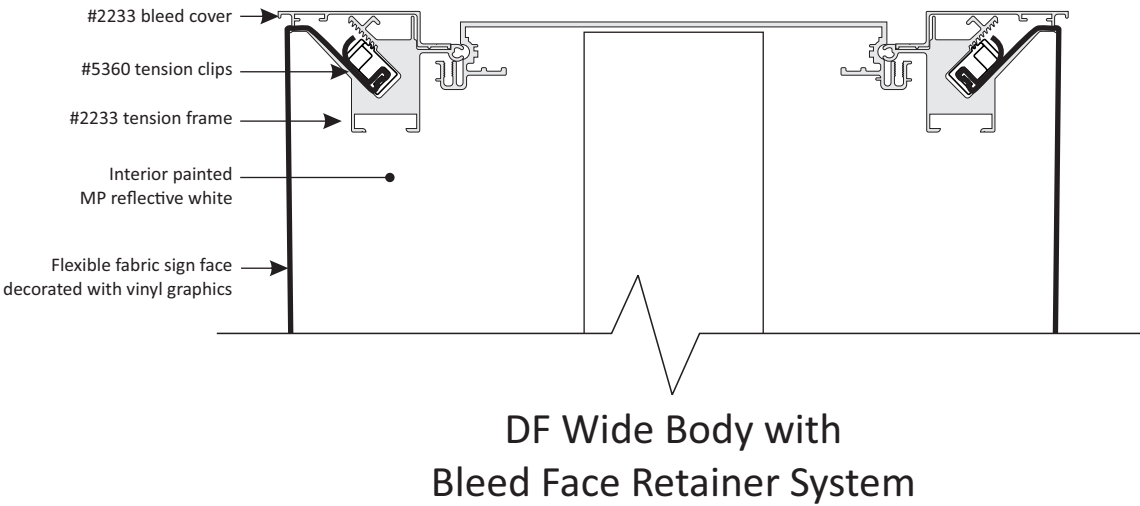 #2233 bleed cover
#5360 tension clips
#2233 tension frame
Interior painted
MP reflective white
Flexible fabric sign face
decorated with vinyl graphics
DF Wide Body with
Bleed Face Retainer System